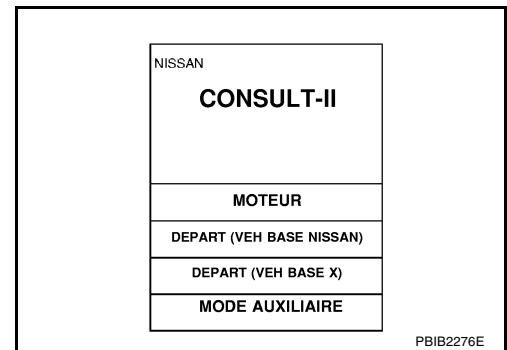 NISSAN
CONSULT-II
MOTEUR
DEPART (VEH BASE NISSAN)
DEPART (VEH BASE X)
MODE AUXILIAIRE
PBIB2276E